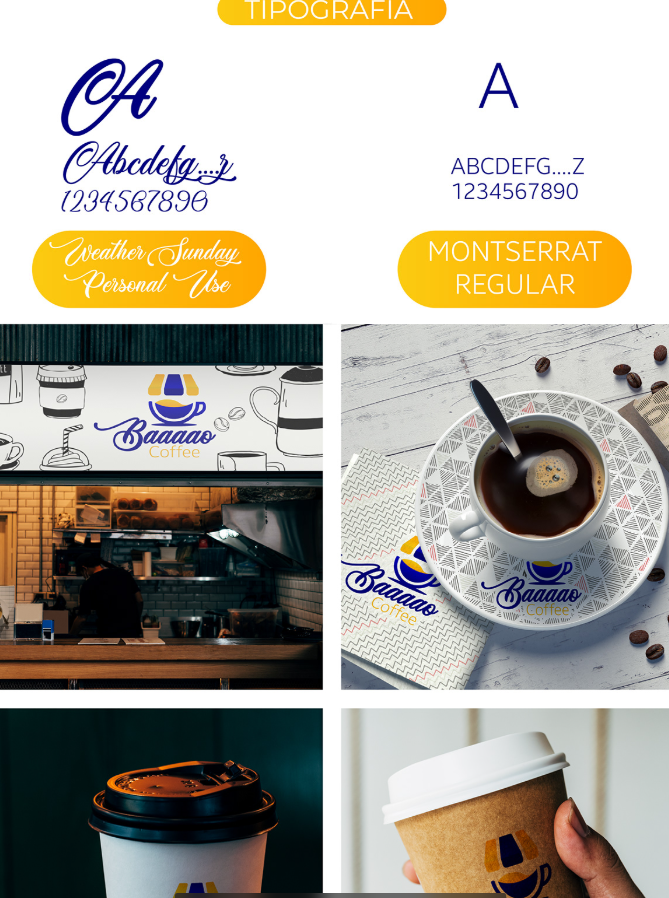 TIPOGRAFIA
A
Abcdefg....z
1234567890
Weather Sunday
Personal Use
A
ABCDEFG....Z
1234567890
MONTSERRAT
REGULAR
Baaaao
Coffee
Baaaao
Coffee
Baaaao
Coffee